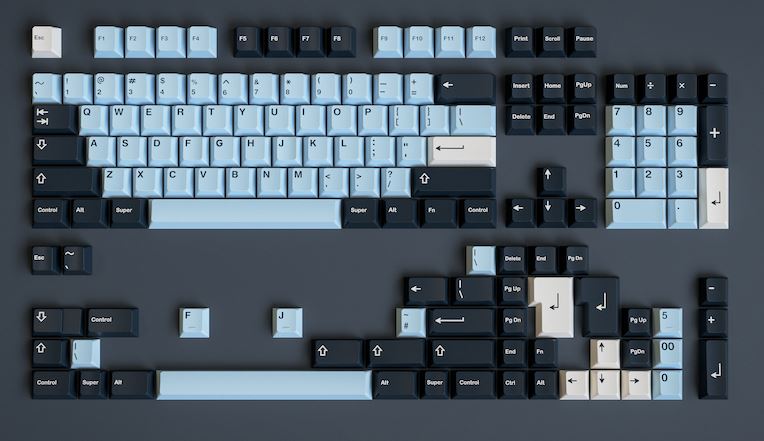 Esc F1 F2 F3 F4 F5 F6 F7 F8 F9 F10 F11 F12 Print Scroll Pause
~ ` ! 1 @ 2 # 3 $ 4 % 5 ^ 6 & 7 * 8 ( 9 ) 0 — - + = ← Insert Home PgUp Num ÷ × −
Q W E R T Y U I O P { [ } ] | \ Delete End PgDn 7 8 9 +
A S D F G H J K L : ; " ' 4 5 6
Z X C V B N M < , > . ? / ↑ 1 2 3
Control Alt Super Super Alt Fn Control ← ↓ → 0 .
Esc ~ ` | \ Delete End Pg Dn
← | \ Pg Up −
Control F J ~ # Pg Dn Pg Up 5 +
| \ End Fn ↑ PgDn 00
Control Super Alt Alt Super Control Ctrl Alt ← ↓ → 0